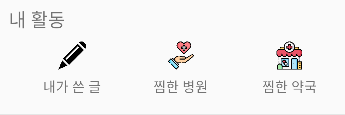 내 활동
내가 쓴 글 찜한 병원 찜한 약국